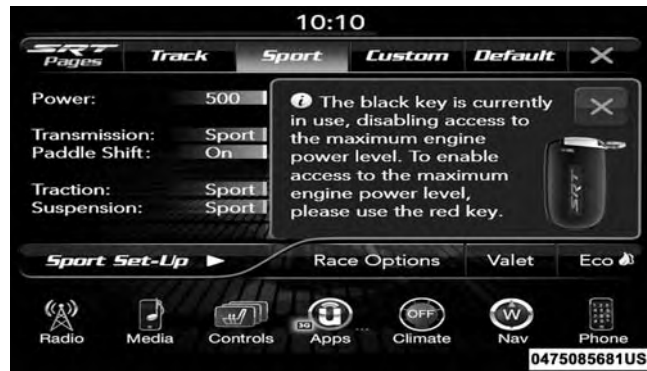 10:10
SRT Pages Track Sport Custom Default X
Power: 500
Transmission: Sport
Paddle Shift: On
Traction: Sport
Suspension: Sport
i The black key is currently
in use, disabling access to
the maximum engine
power level. To enable
access to the maximum
engine power level,
please use the red key.
X
SRT
Sport Set-Up Race Options Valet Eco
3G U ... OFF W
Radio Media Controls Apps Climate Nav Phone
0475085681US